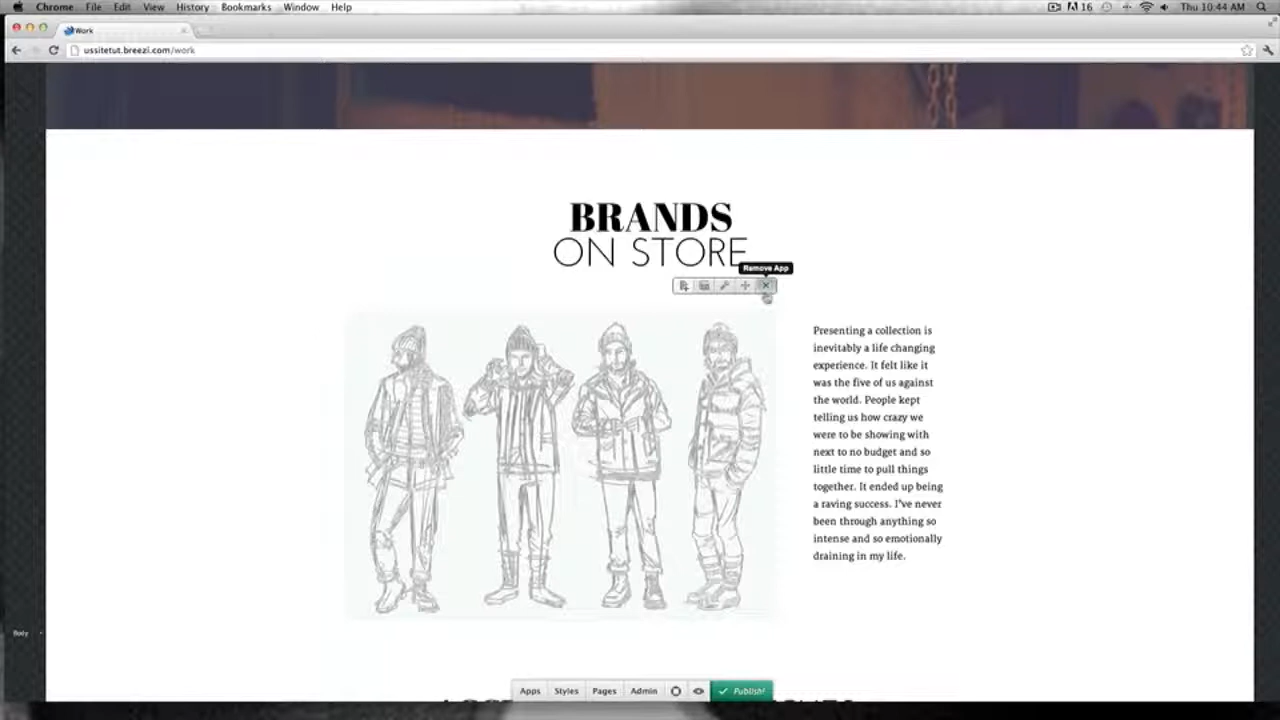 Chrome File Edit View History Bookmarks Window Help 16 Thu 10:44 AM
Work
ussitetut.breezi.com/work
BRANDS
ON STORE
Remove App
Presenting a collection is
inevitably a life changing
experience. It felt like it
was the five of us against
the world. People kept
telling us how crazy we
were to be showing with
next to no budget and so
little time to pull things
together. It ended up being
a raving success. I've never
been through anything so
intense and so emotionally
draining in my life.
Body
Apps Styles Pages Admin Publish!